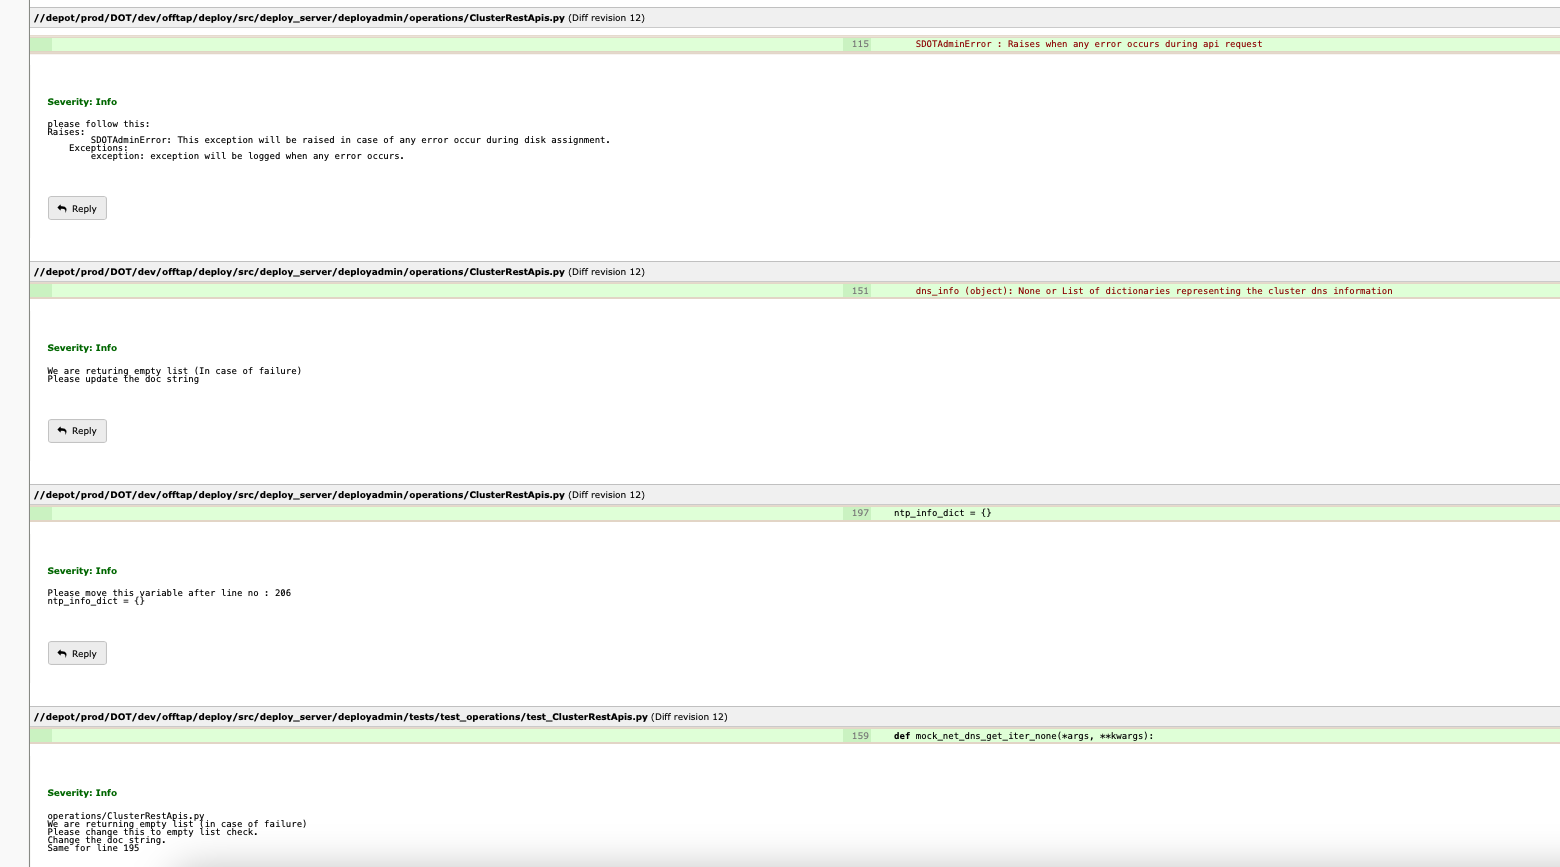 //depot/prod/DOT/dev/offtap/deploy/src/deploy_server/deployadmin/operations/ClusterRestApis.py (Diff revision 12)
115 SDOTAdminError : Raises when any error occurs during api request
Severity: Info
please follow this:
Raises:
SDOTAdminError: This exception will be raised in case of any error occur during disk assignment.
Exceptions:
exception: exception will be logged when any error occurs.
Reply
//depot/prod/DOT/dev/offtap/deploy/src/deploy_server/deployadmin/operations/ClusterRestApis.py (Diff revision 12)
151 dns_info (object): None or List of dictionaries representing the cluster dns information
Severity: Info
We are returing empty list (In case of failure)
Please update the doc string
Reply
//depot/prod/DOT/dev/offtap/deploy/src/deploy_server/deployadmin/operations/ClusterRestApis.py (Diff revision 12)
197 ntp_info_dict = {}
Severity: Info
Please move this variable after line no : 206
ntp_info_dict = {}
Reply
//depot/prod/DOT/dev/offtap/deploy/src/deploy_server/deployadmin/tests/test_operations/test_ClusterRestApis.py (Diff revision 12)
159 def mock_net_dns_get_iter_none(*args, **kwargs):
Severity: Info
operations/ClusterRestApis.py
We are returning empty list (in case of failure)
Please change this to empty list check.
Change the doc string.
Same for line 195